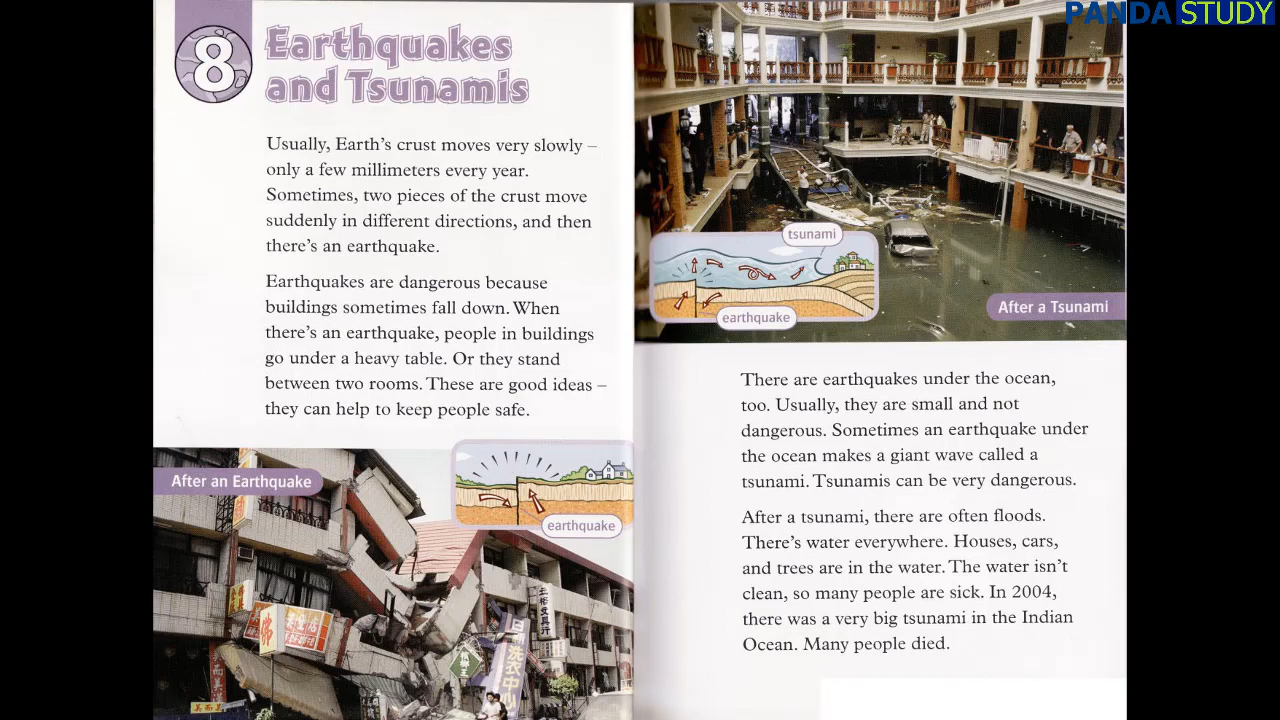 PANDA STUDY
8
Earthquakes
and Tsunamis
Usually, Earth's crust moves very slowly –
only a few millimeters every year.
Sometimes, two pieces of the crust move
suddenly in different directions, and then
there's an earthquake.
Earthquakes are dangerous because
buildings sometimes fall down. When
there's an earthquake, people in buildings
go under a heavy table. Or they stand
between two rooms. These are good ideas –
they can help to keep people safe.
After an Earthquake
earthquake
日
洗衣中心
tsunami
earthquake
After a Tsunami
There are earthquakes under the ocean,
too. Usually, they are small and not
dangerous. Sometimes an earthquake under
the ocean makes a giant wave called a
tsunami. Tsunamis can be very dangerous.
After a tsunami, there are often floods.
There's water everywhere. Houses, cars,
and trees are in the water. The water isn't
clean, so many people are sick. In 2004,
there was a very big tsunami in the Indian
Ocean. Many people died.